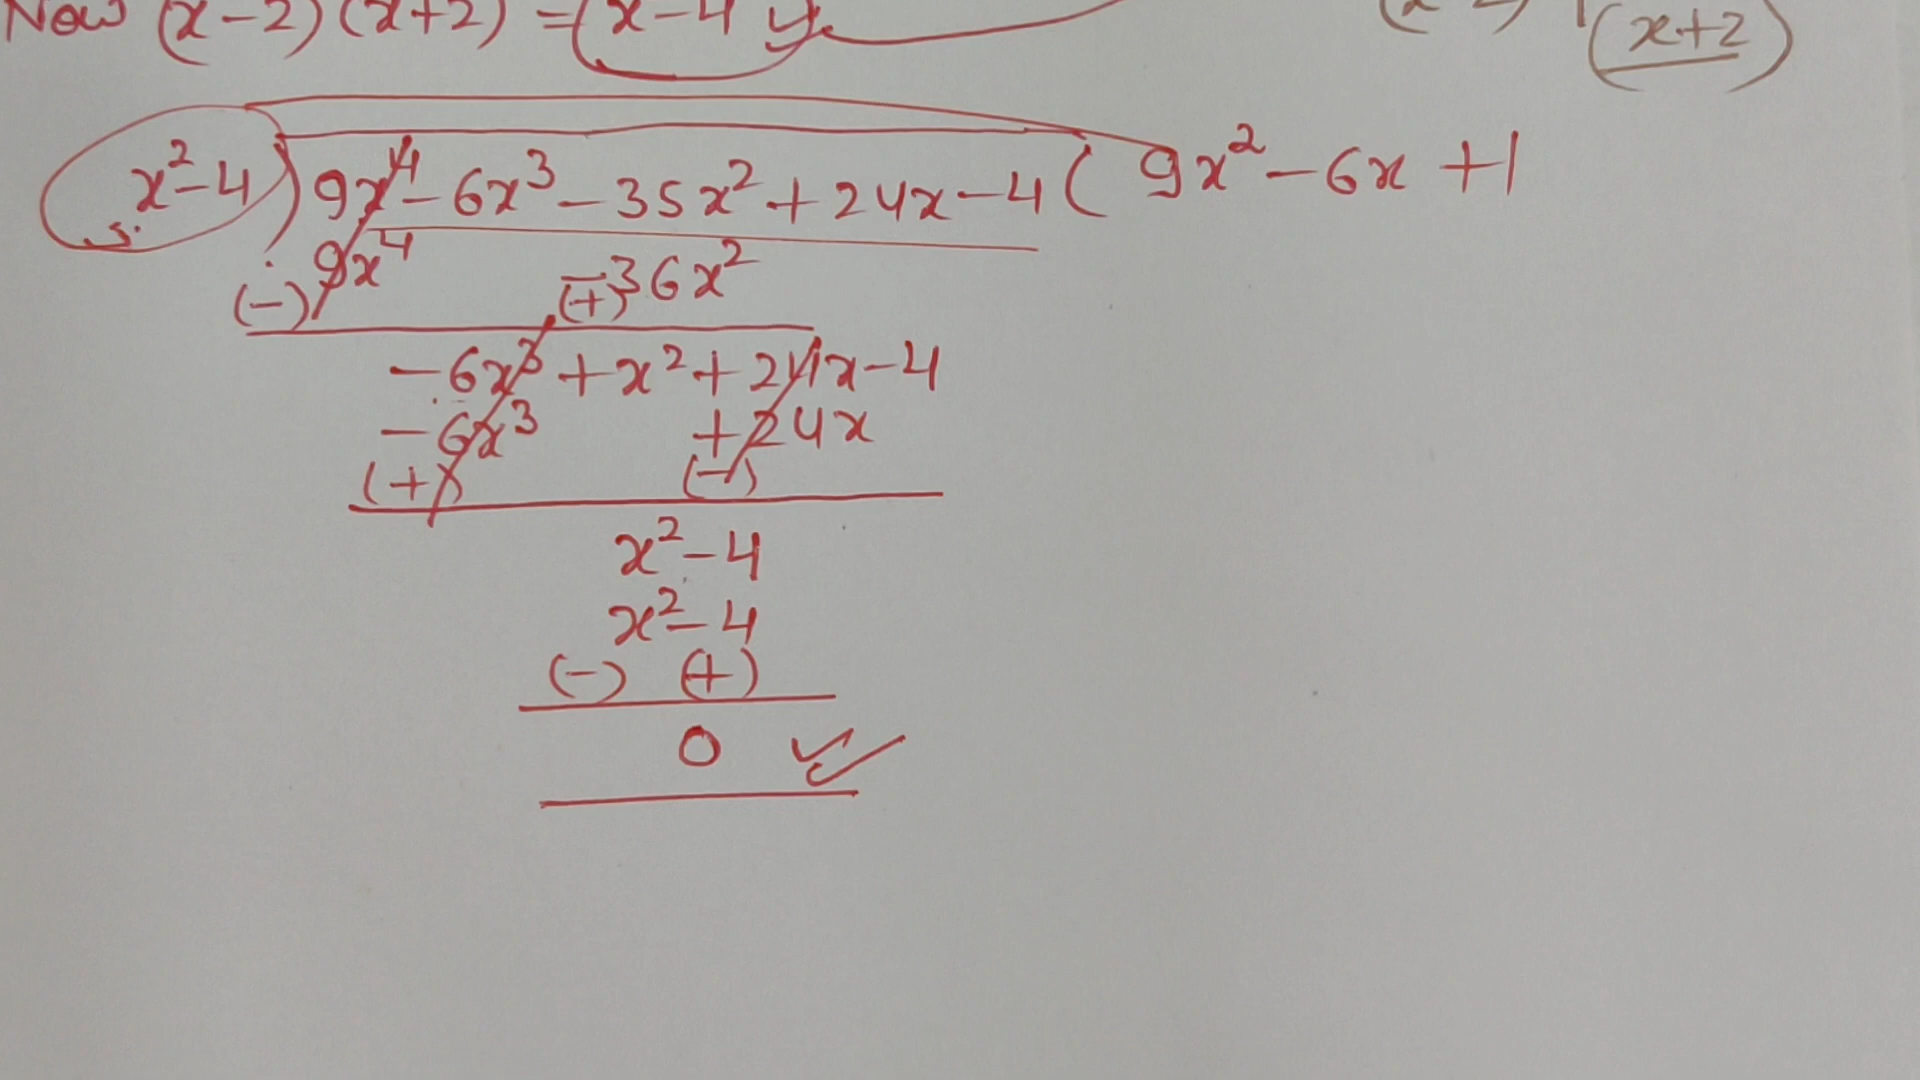 Now (x-2)(x+2) = (x-4)
(x+2)
x²-4) 9x⁴-6x³-35x²+24x-4 ( 9x²-6x+1
9x⁴ -36x²
(-) (+)
-6x³+x²+24x-4
-6x³ +24x
(+) (-)
x²-4
x²-4
(-) (+)
0